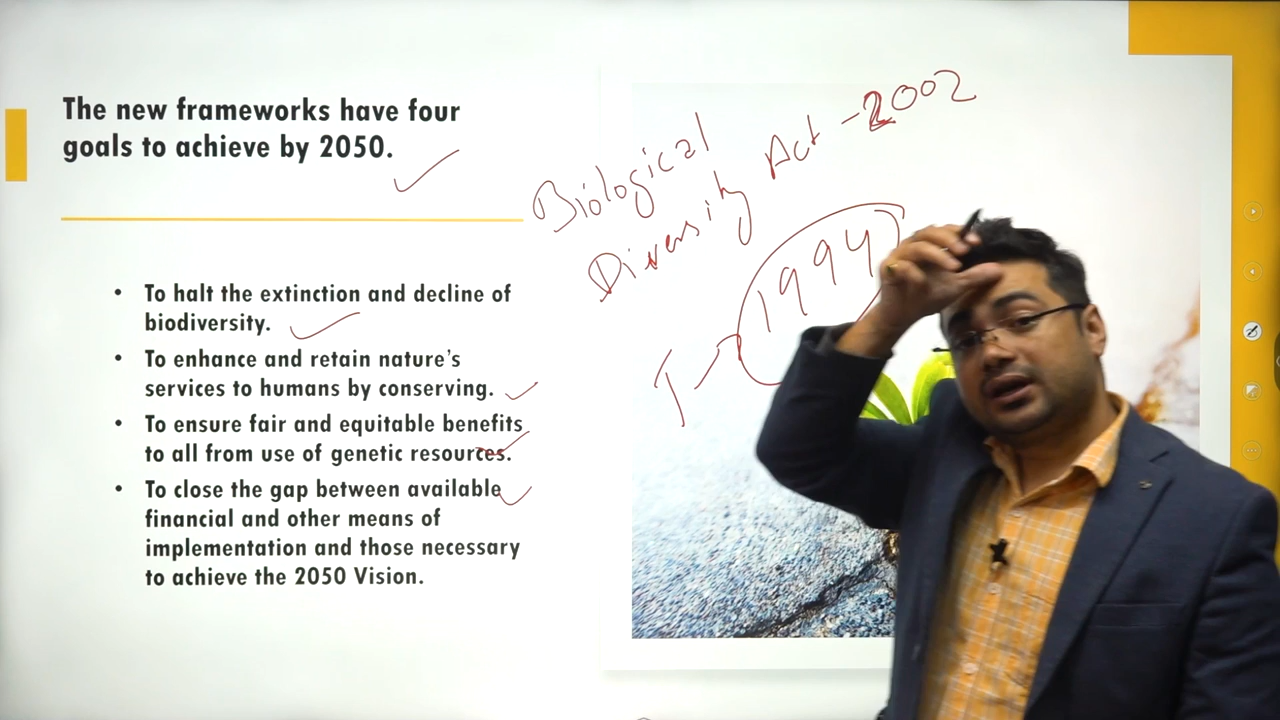 The new frameworks have four
goals to achieve by 2050.
• To halt the extinction and decline of
biodiversity.
• To enhance and retain nature's
services to humans by conserving.
• To ensure fair and equitable benefits
to all from use of genetic resources.
• To close the gap between available
financial and other means of
implementation and those necessary
to achieve the 2050 Vision.
Biological
Diversity Act - 2002
I → 1994